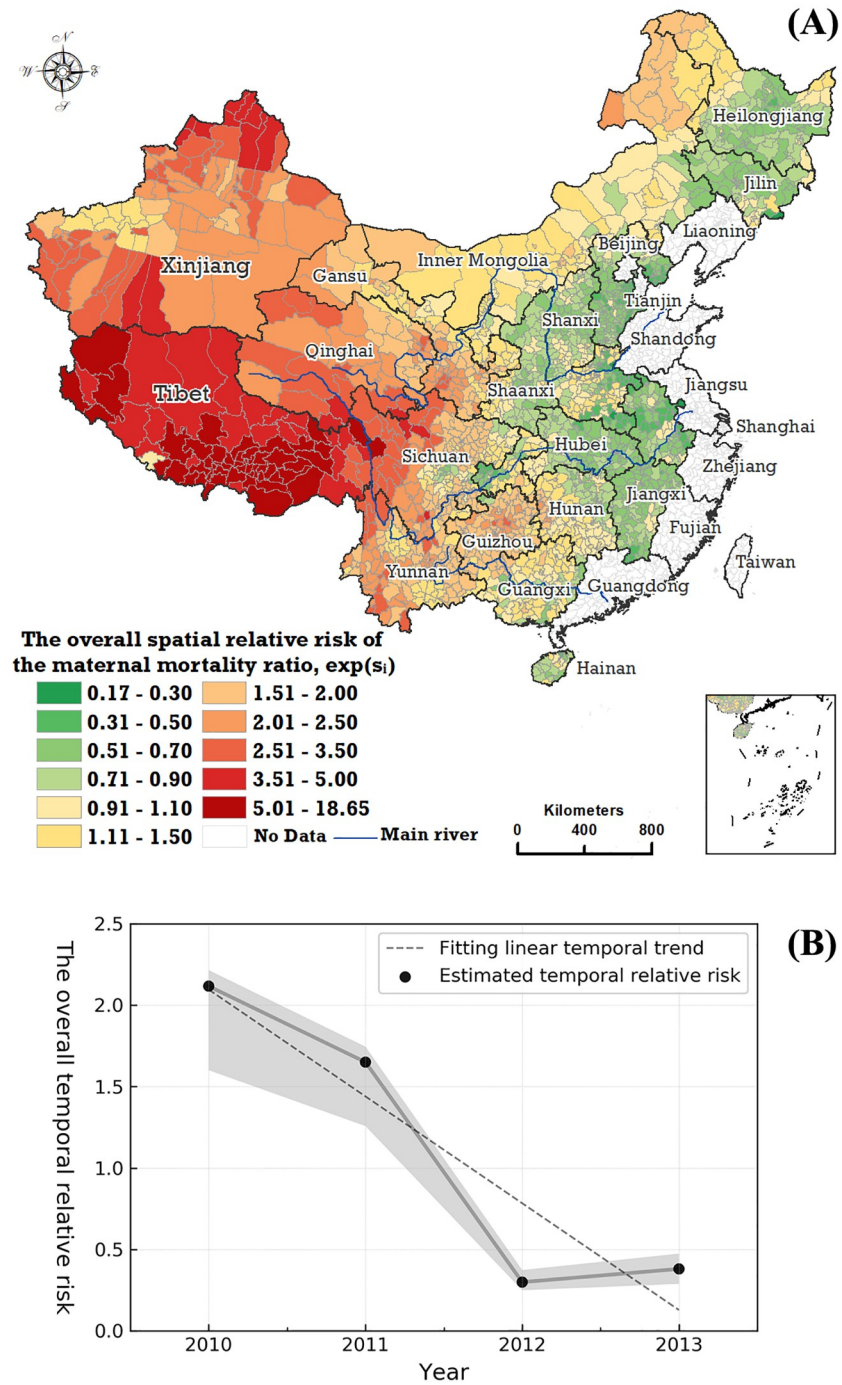 (A)
N
W
E
S
Heilongjiang
Jilin
Liaoning
Beijing
Inner Mongolia
Xinjiang
Gansu
Tianjin
Shanxi
Shandong
Qinghai
Tibet
Shaanxi
Jiangsu
Shanghai
Sichuan
Hubei
Zhejiang
Jiangxi
Hunan
Fujian
Guizhou
Taiwan
Yunnan
Guangxi
Guangdong
Hainan
The overall spatial relative risk of
the maternal mortality ratio, exp(si)
0.17 - 0.30
1.51 - 2.00
0.31 - 0.50
2.01 - 2.50
0.51 - 0.70
2.51 - 3.50
0.71 - 0.90
3.51 - 5.00
0.91 - 1.10
5.01 - 18.65
1.11 - 1.50
No Data
Main river
Kilometers
0 400 800
(B)
The overall temporal relative risk
2.5
2.0
1.5
1.0
0.5
0.0
Fitting linear temporal trend
Estimated temporal relative risk
2010 2011 2012 2013
Year